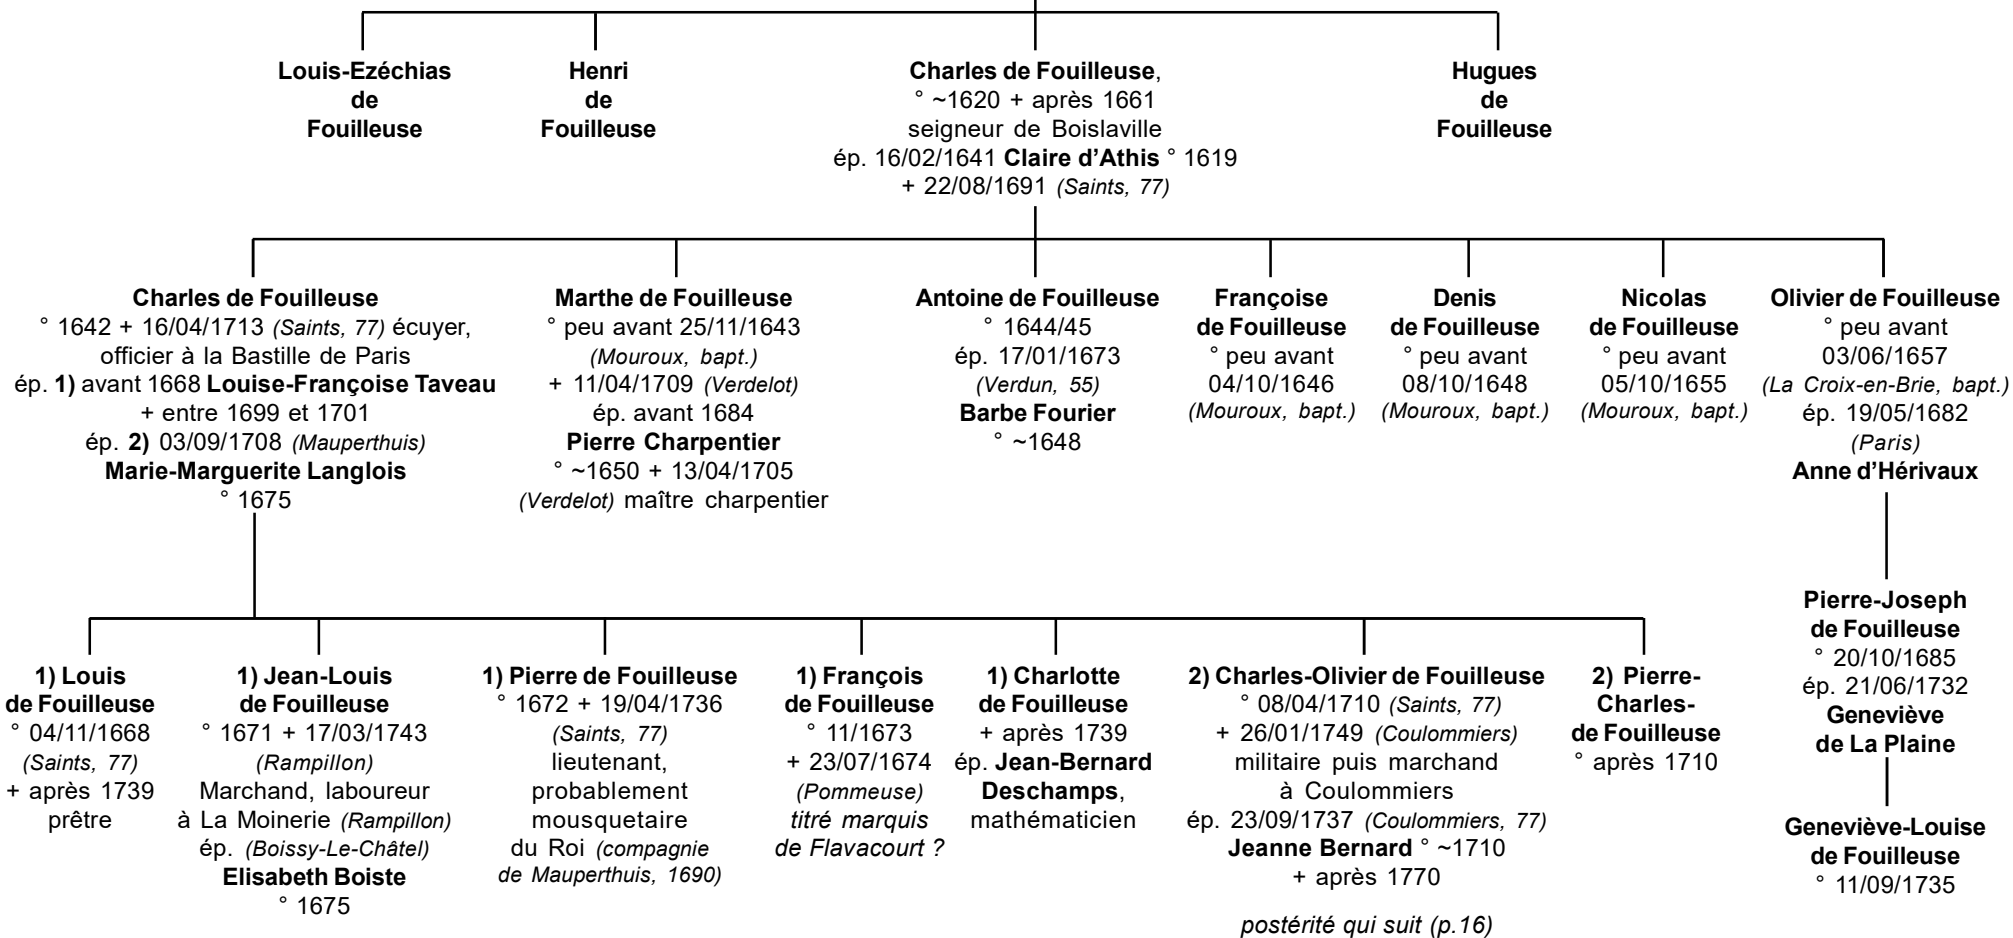 Louis-Ezéchias
de
Fouilleuse
Henri
de
Fouilleuse
Charles de Fouilleuse,
° ~1620 + après 1661
seigneur de Boislaville
ép. 16/02/1641 Claire d’Athis ° 1619
+ 22/08/1691 (Saints, 77)
Hugues
de
Fouilleuse
Charles de Fouilleuse
° 1642 + 16/04/1713 (Saints, 77) écuyer,
officier à la Bastille de Paris
ép. 1) avant 1668 Louise-Françoise Taveau
+ entre 1699 et 1701
ép. 2) 03/09/1708 (Mauperthuis)
Marie-Marguerite Langlois
° 1675
Marthe de Fouilleuse
° peu avant 25/11/1643
(Mouroux, bapt.)
+ 11/04/1709 (Verdelot)
ép. avant 1684
Pierre Charpentier
° ~1650 + 13/04/1705
(Verdelot) maître charpentier
Antoine de Fouilleuse
° 1644/45
ép. 17/01/1673
(Verdun, 55)
Barbe Fourier
° ~1648
Françoise
de Fouilleuse
° peu avant
04/10/1646
(Mouroux, bapt.)
Denis
de Fouilleuse
° peu avant
08/10/1648
(Mouroux, bapt.)
Nicolas
de Fouilleuse
° peu avant
05/10/1655
(Mouroux, bapt.)
Olivier de Fouilleuse
° peu avant
03/06/1657
(La Croix-en-Brie, bapt.)
ép. 19/05/1682
(Paris)
Anne d’Hérivaux
1) Louis
de Fouilleuse
° 04/11/1668
(Saints, 77)
+ après 1739
prêtre
1) Jean-Louis
de Fouilleuse
° 1671 + 17/03/1743
(Rampillon)
Marchand, laboureur
à La Moinerie (Rampillon)
ép. (Boissy-Le-Châtel)
Elisabeth Boiste
° 1675
1) Pierre de Fouilleuse
° 1672 + 19/04/1736
(Saints, 77)
lieutenant,
probablement
mousquetaire
du Roi (compagnie
de Mauperthuis, 1690)
1) François
de Fouilleuse
° 11/1673
+ 23/07/1674
(Pommeuse)
titré marquis
de Flavacourt ?
1) Charlotte
de Fouilleuse
+ après 1739
ép. Jean-Bernard
Deschamps,
mathématicien
2) Charles-Olivier de Fouilleuse
° 08/04/1710 (Saints, 77)
+ 26/01/1749 (Coulommiers)
militaire puis marchand
à Coulommiers
ép. 23/09/1737 (Coulommiers, 77)
Jeanne Bernard ° ~1710
+ après 1770
postérité qui suit (p.16)
2) Pierre-
Charles-
de Fouilleuse
° après 1710
Pierre-Joseph
de Fouilleuse
° 20/10/1685
ép. 21/06/1732
Geneviève
de La Plaine
Geneviève-Louise
de Fouilleuse
° 11/09/1735